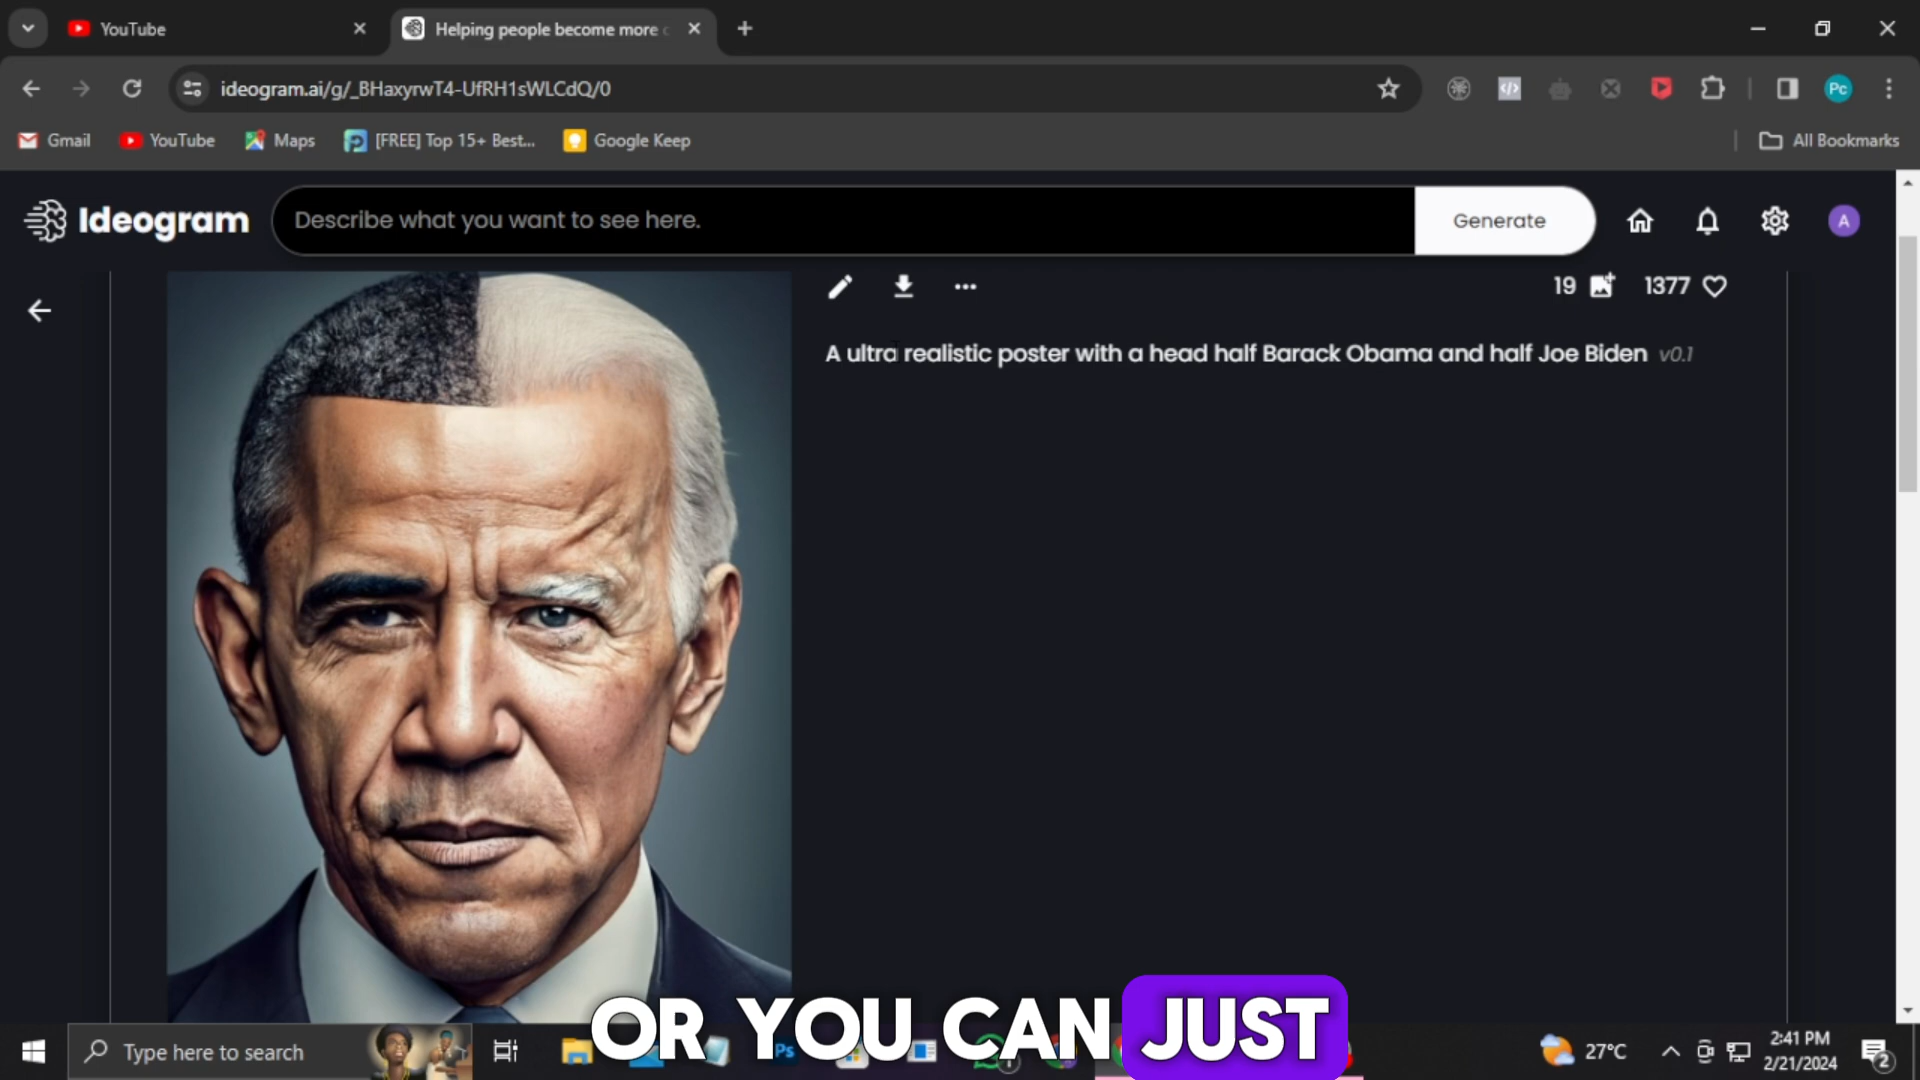 YouTube
Helping people become more c
ideogram.ai/g/_BHaxyrwT4-UfRH1sWLCdQ/0
Pc
Gmail
YouTube
Maps
[FREE] Top 15+ Best...
Google Keep
All Bookmarks
Ideogram
Describe what you want to see here.
Generate
A
19
1377
A ultra realistic poster with a head half Barack Obama and half Joe Biden v0.1
OR YOU CAN JUST
Type here to search
Ps
27°C
2:41 PM
2/21/2024
2